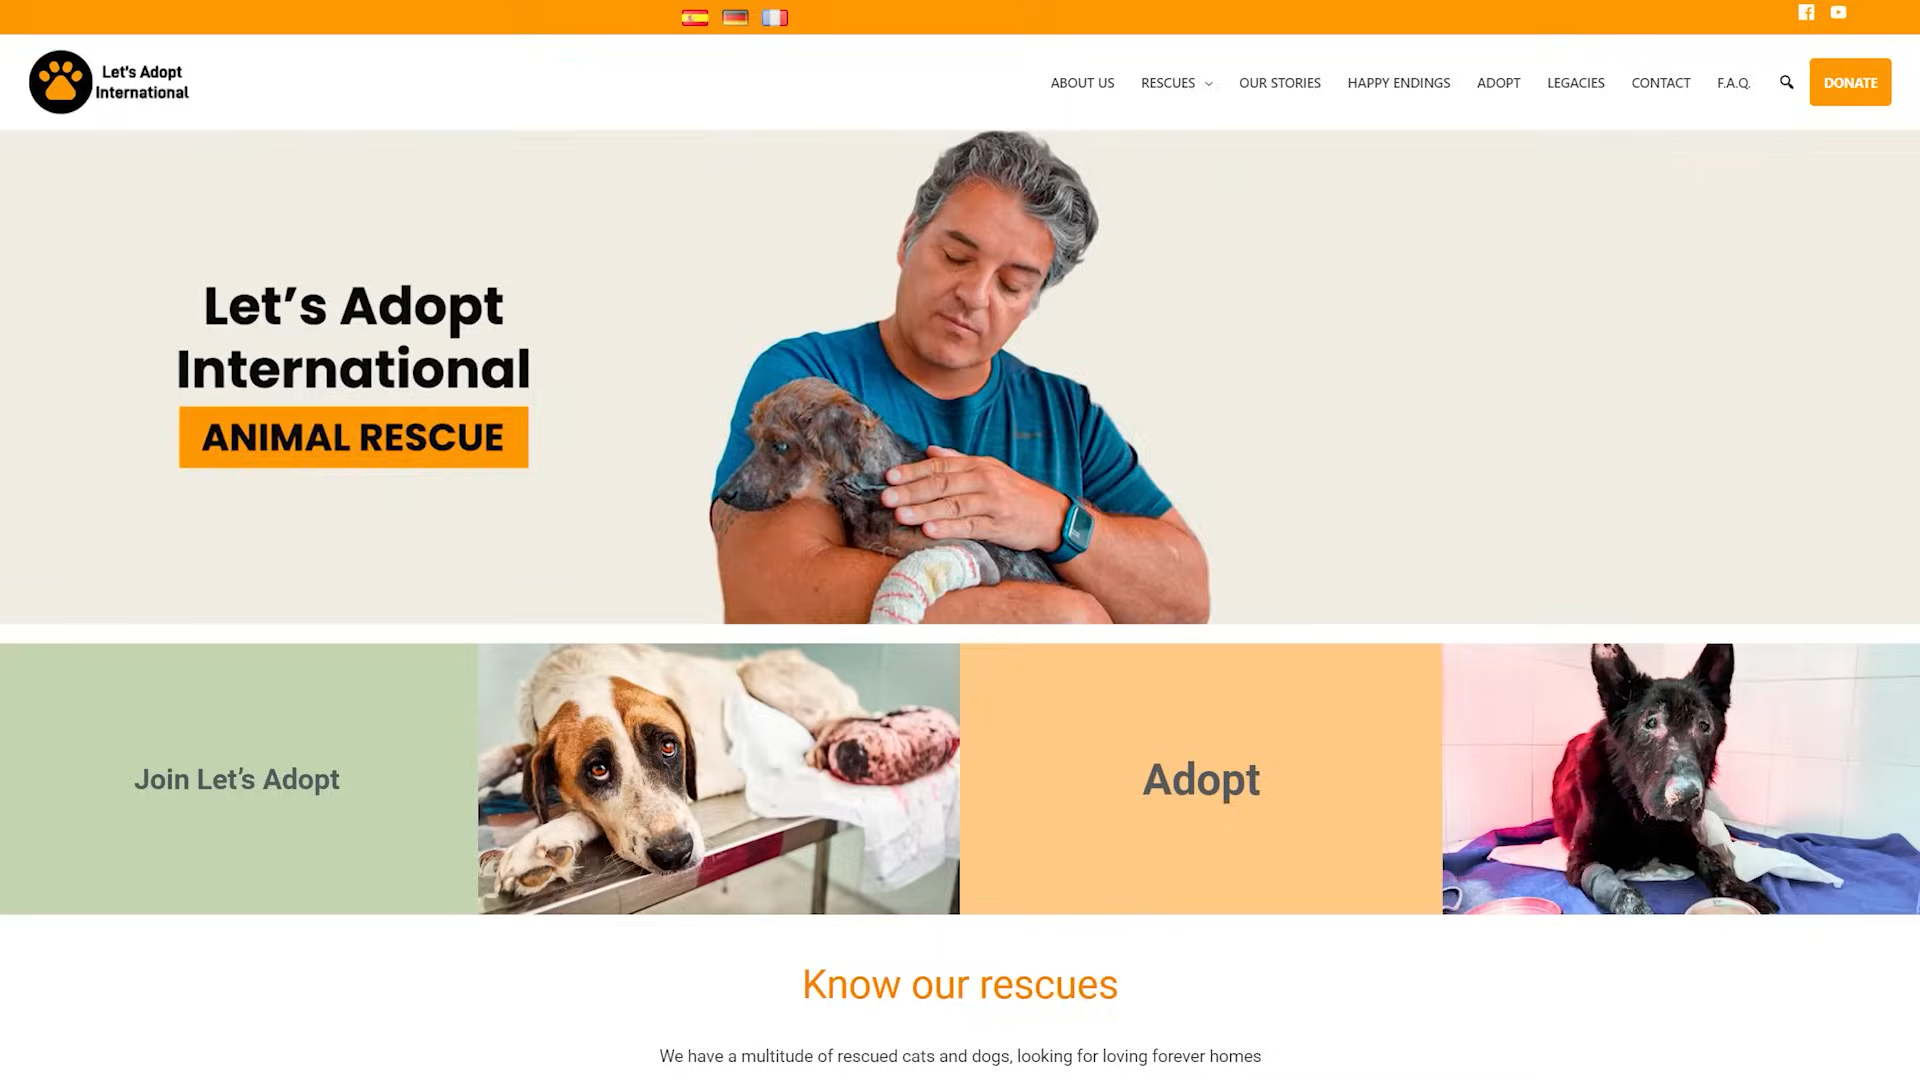 Let's Adopt
International
ABOUT US
RESCUES
OUR STORIES
HAPPY ENDINGS
ADOPT
LEGACIES
CONTACT
F.A.Q.
DONATE
Let’s Adopt
International
ANIMAL RESCUE
Join Let’s Adopt
Adopt
Know our rescues
We have a multitude of rescued cats and dogs, looking for loving forever homes